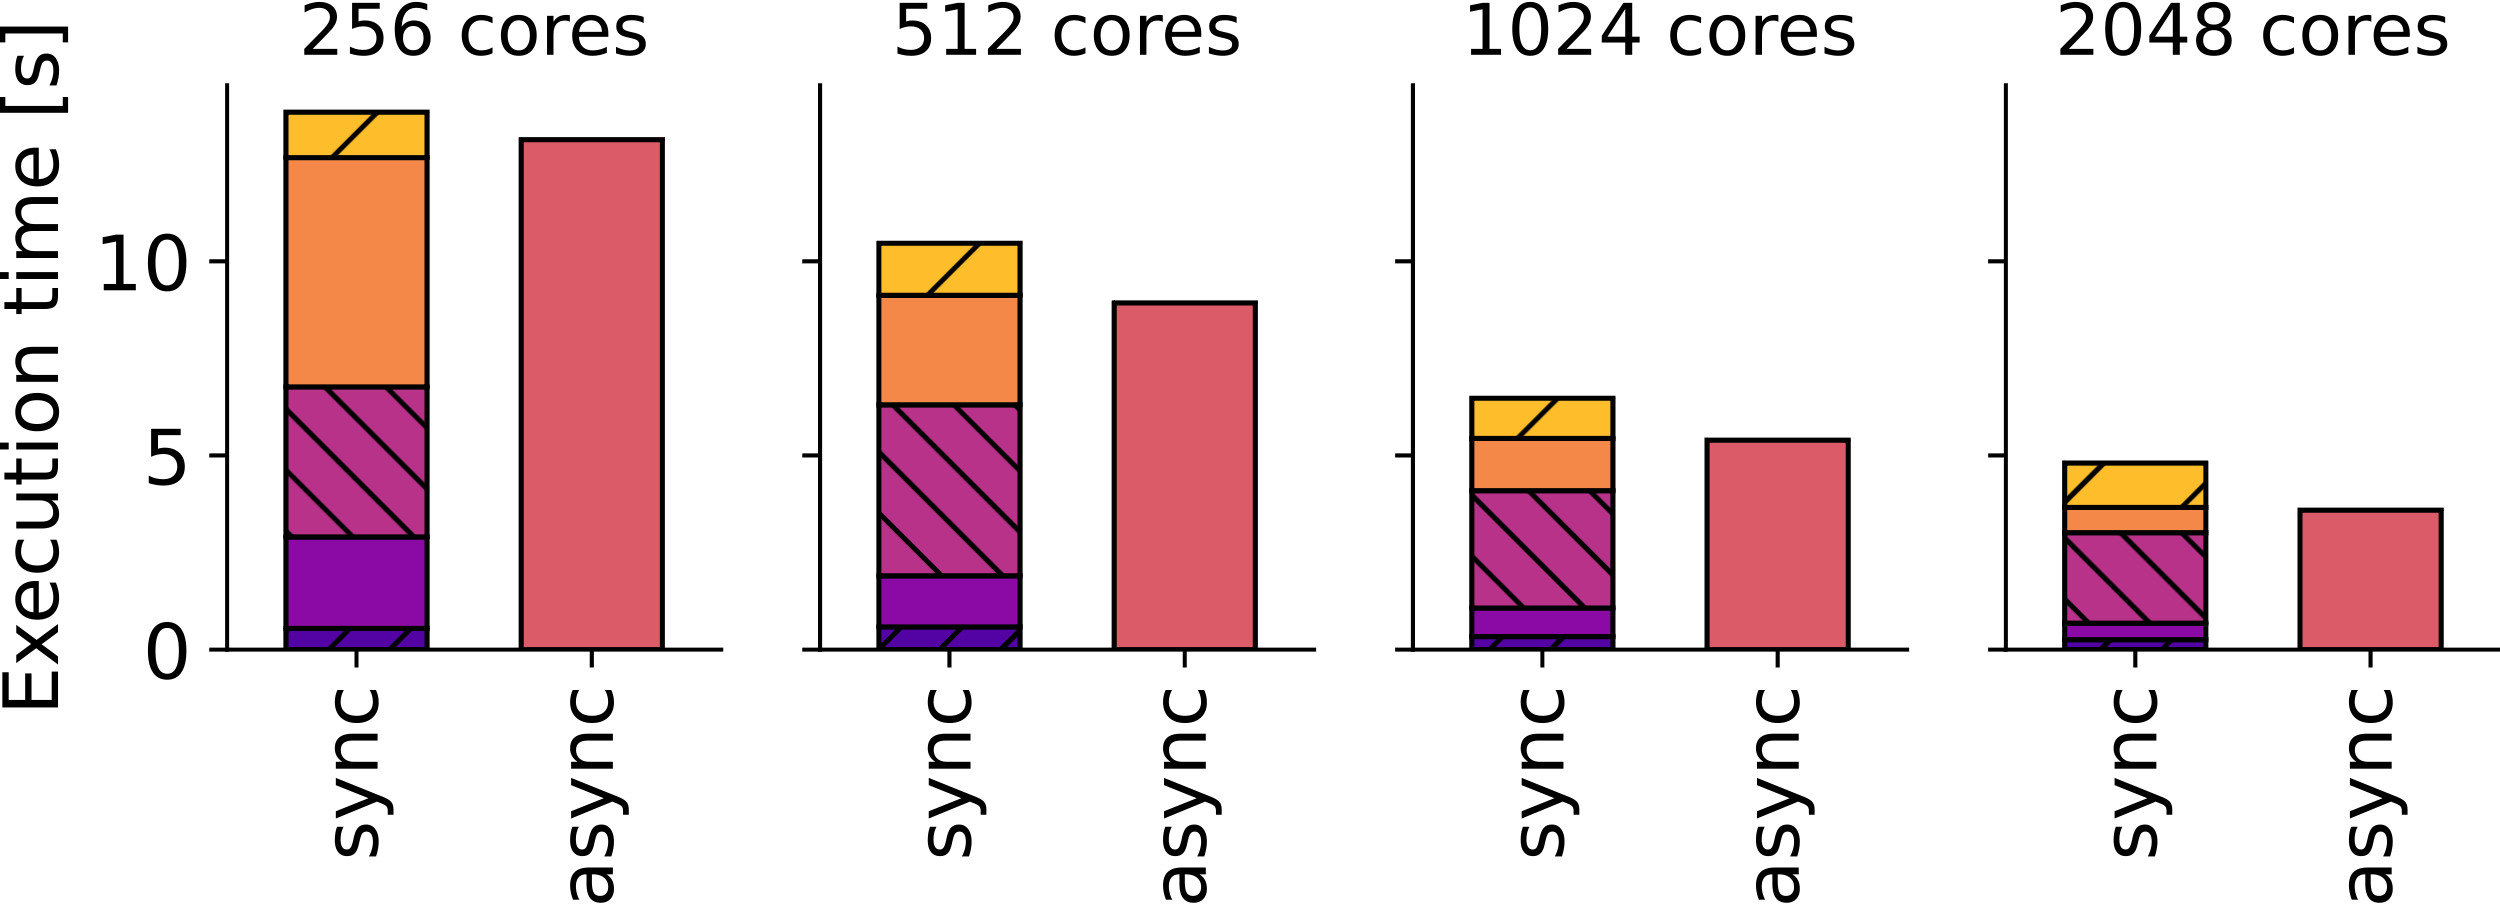 256 cores
512 cores
1024 cores
2048 cores
Execution time [s]
10
5
0
sync
async
sync
async
sync
async
sync
async